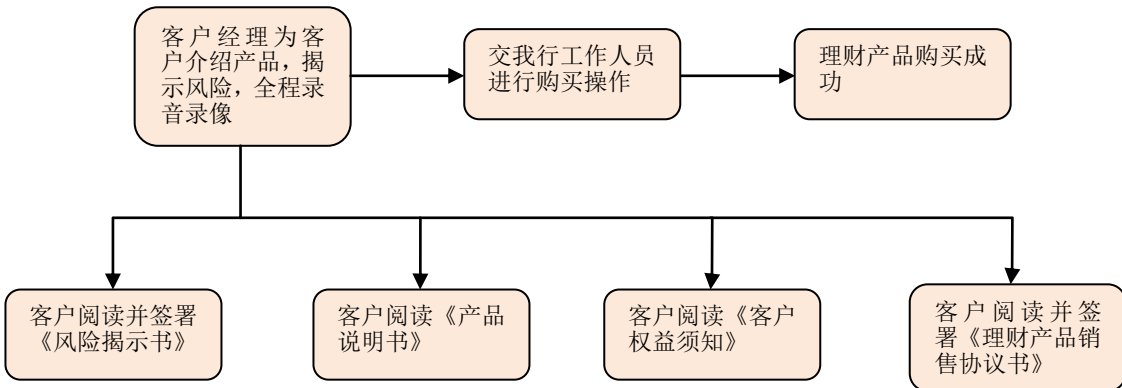 客户经理为客
户介绍产品，揭
示风险，全程录
音录像
交我行工作人员
进行购买操作
理财产品购买成
功
客户阅读并签署
《风险揭示书》
客户阅读《产品
说明书》
客户阅读《客户
权益须知》
客户阅读并签
署《理财产品销
售协议书》